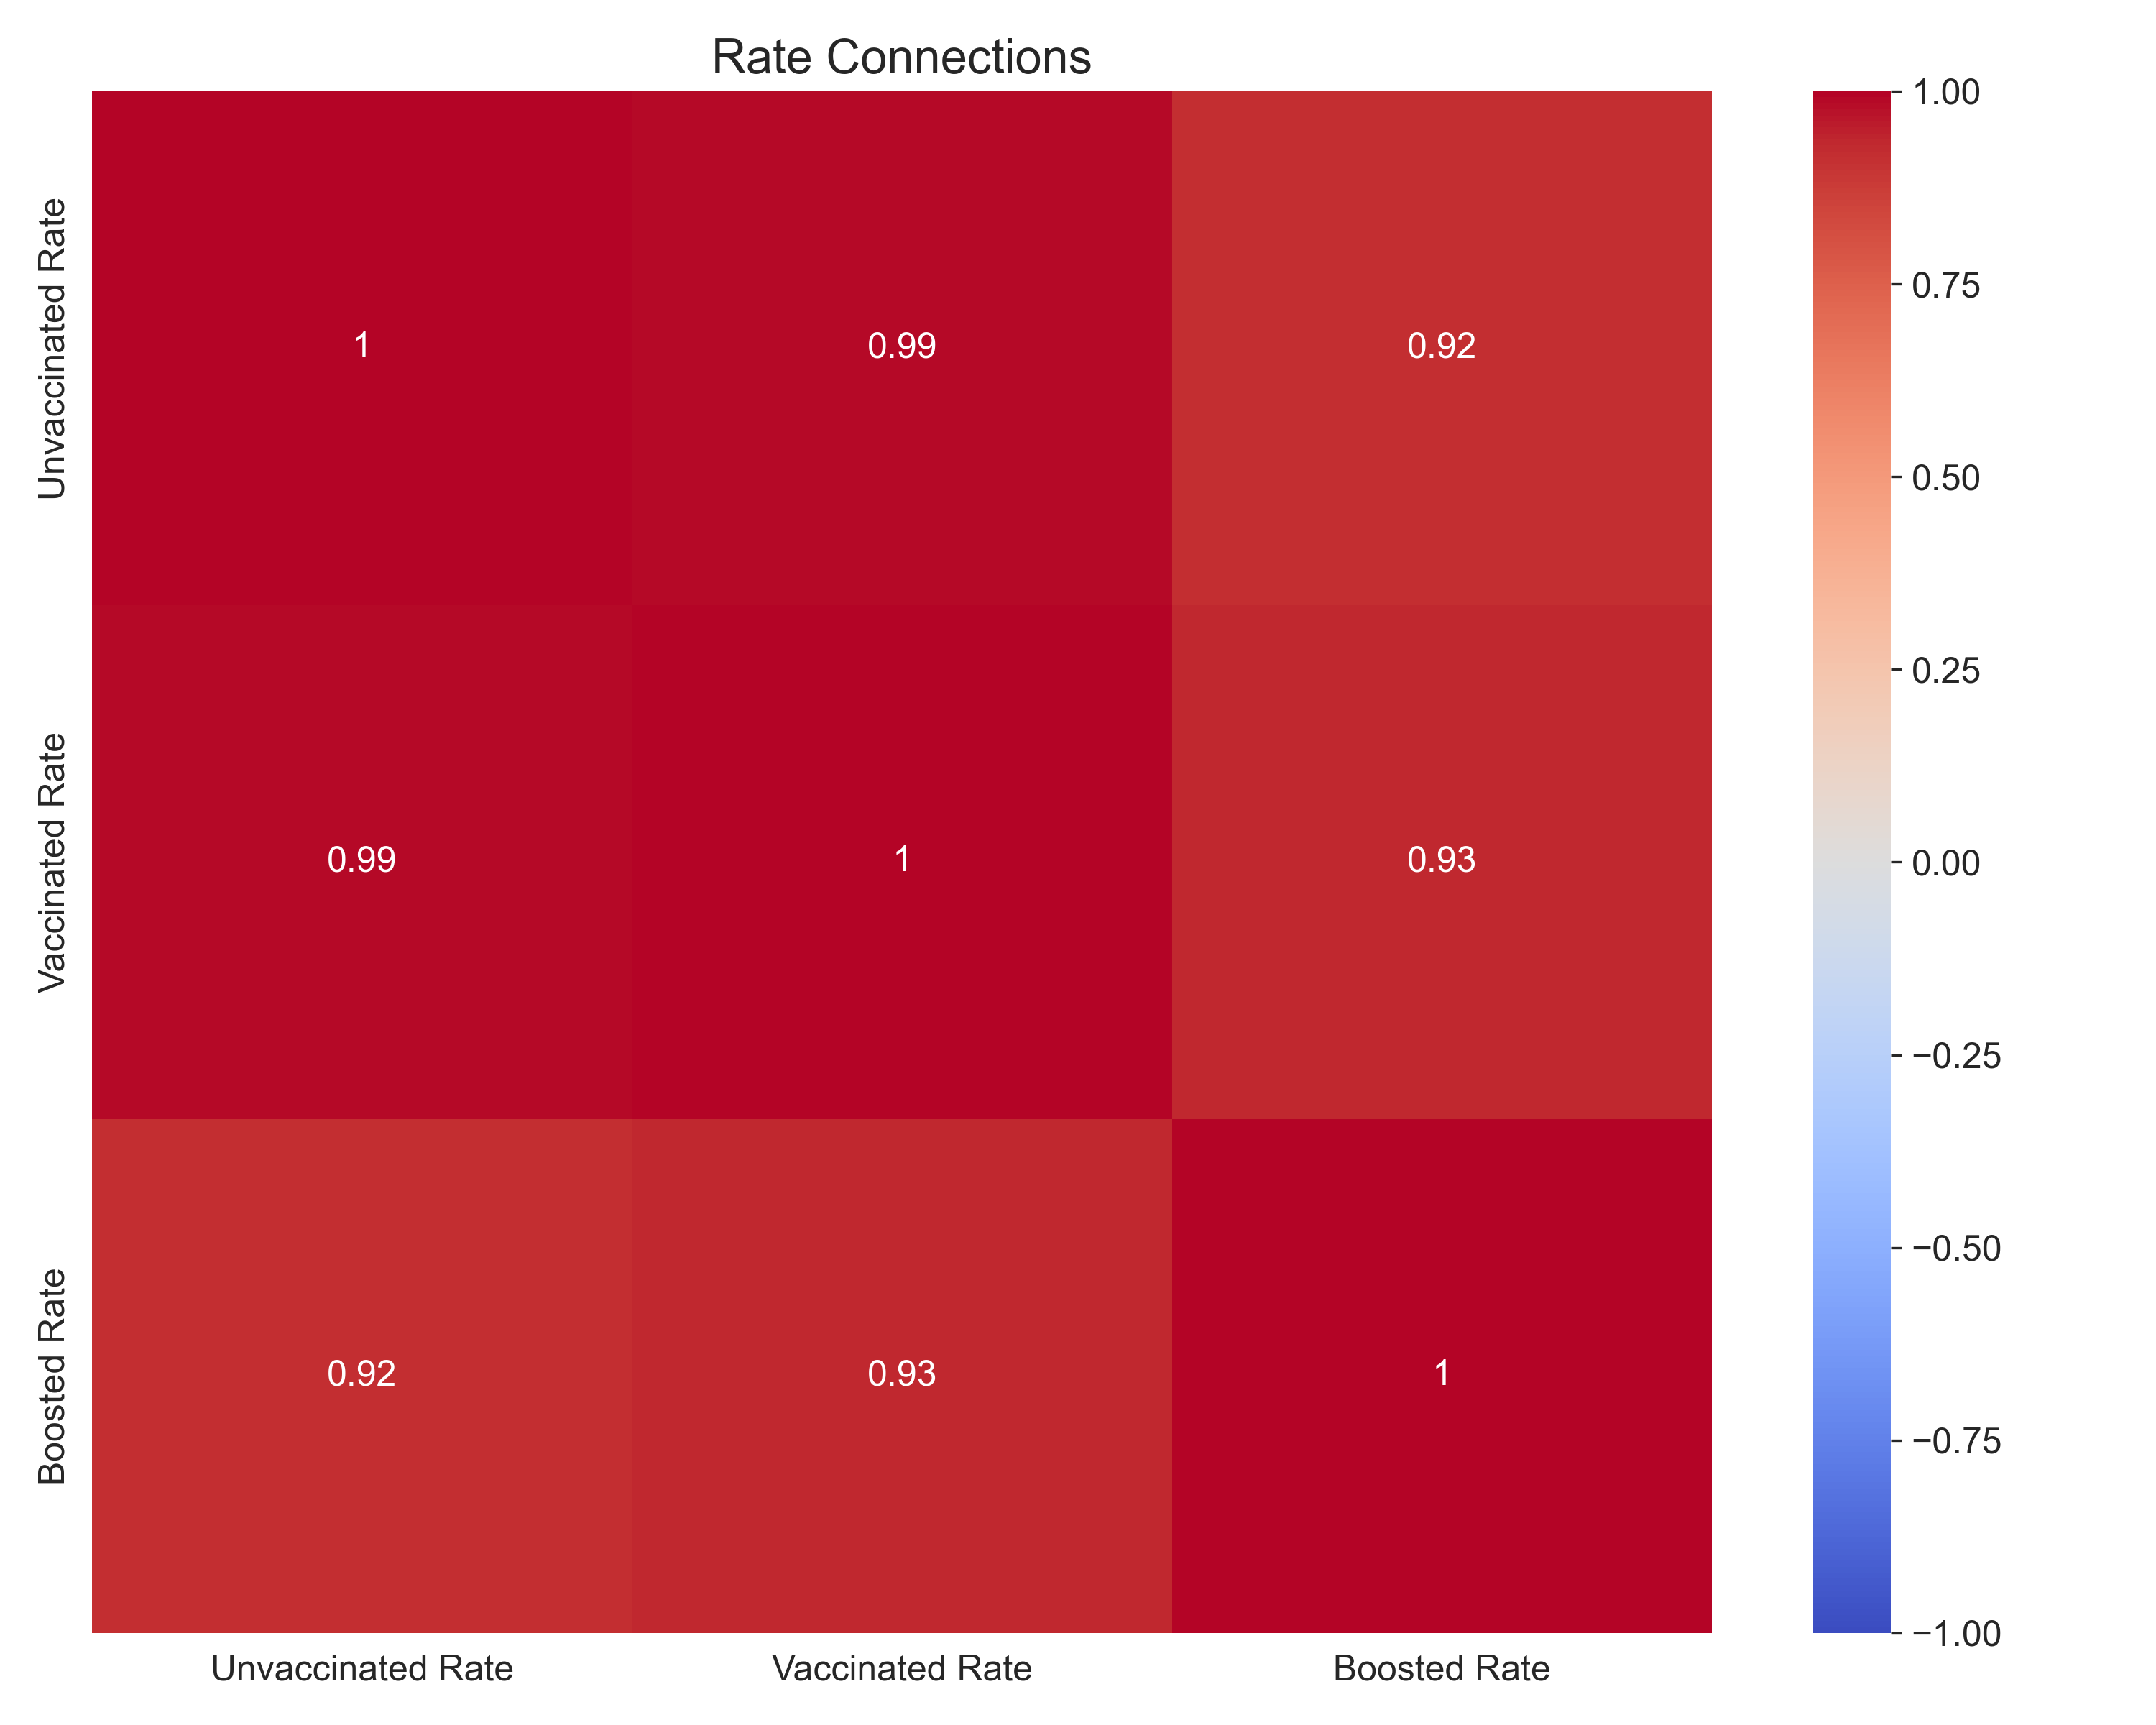 Rate Connections
Unvaccinated Rate
1
0.99
0.92
Vaccinated Rate
0.99
1
0.93
Boosted Rate
0.92
0.93
1
Unvaccinated Rate
Vaccinated Rate
Boosted Rate
1.00
0.75
0.50
0.25
0.00
−0.25
−0.50
−0.75
−1.00